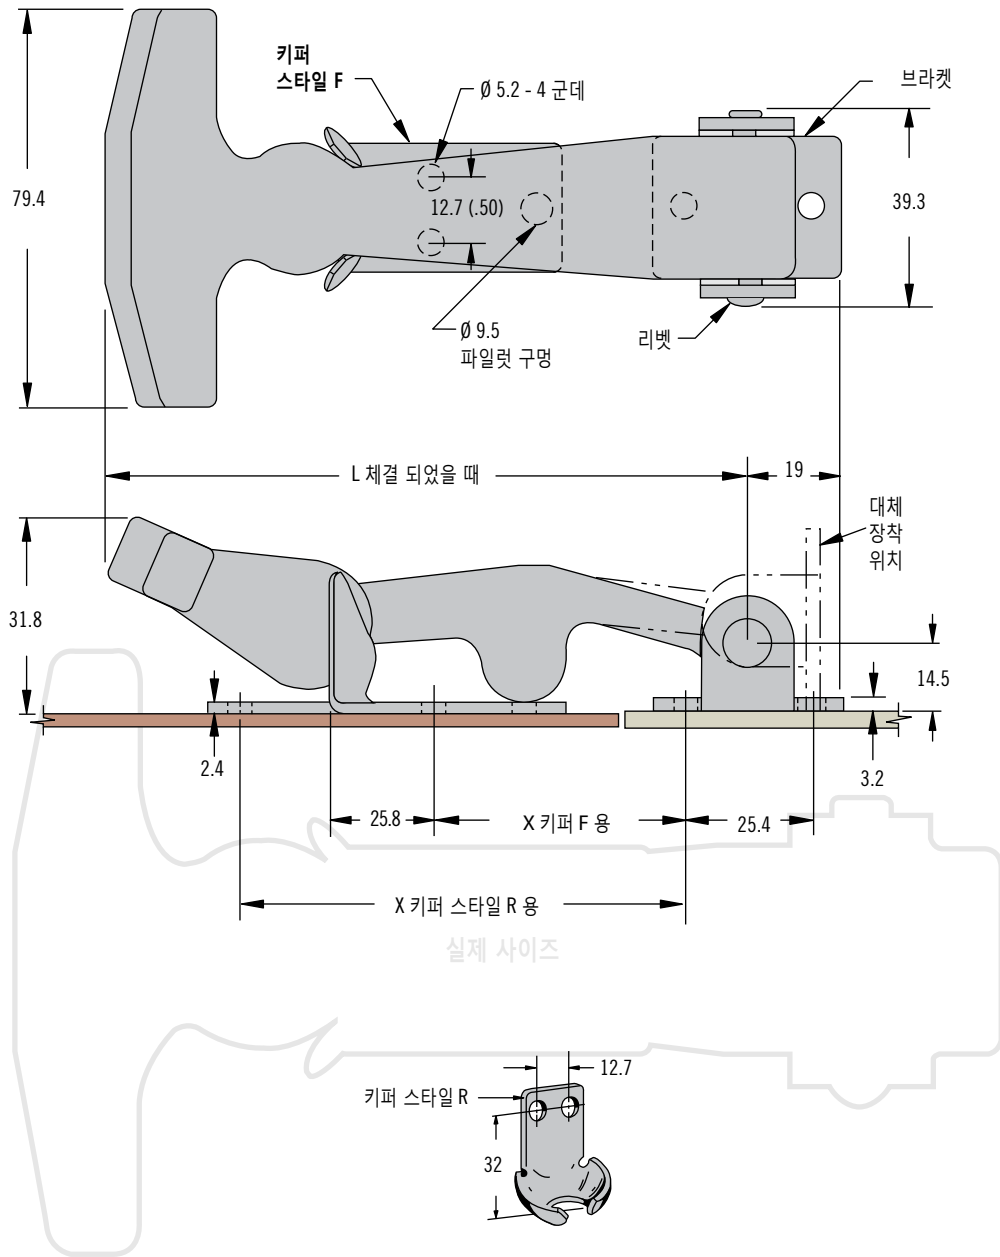 키퍼
스타일 F
Ø 5.2 - 4 군데
브라켓
79.4
12.7 (.50)
39.3
Ø 9.5
파일럿 구멍
리벳
L 체결 되었을 때
19
대체
장착
위치
31.8
14.5
2.4
3.2
25.8
X 키퍼 F 용
25.4
X 키퍼 스타일 R 용
실제 사이즈
12.7
키퍼 스타일 R
32